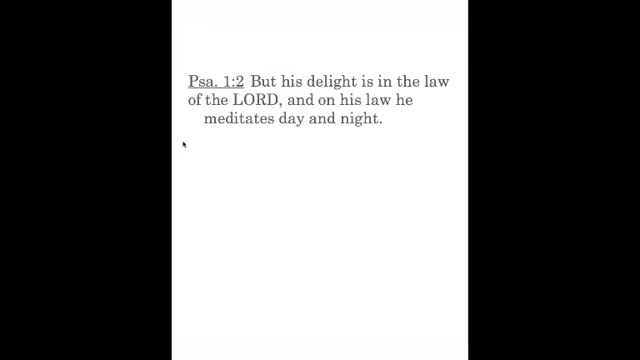 Psa. 1:2 But his delight is in the law
of the LORD, and on his law he
meditates day and night.